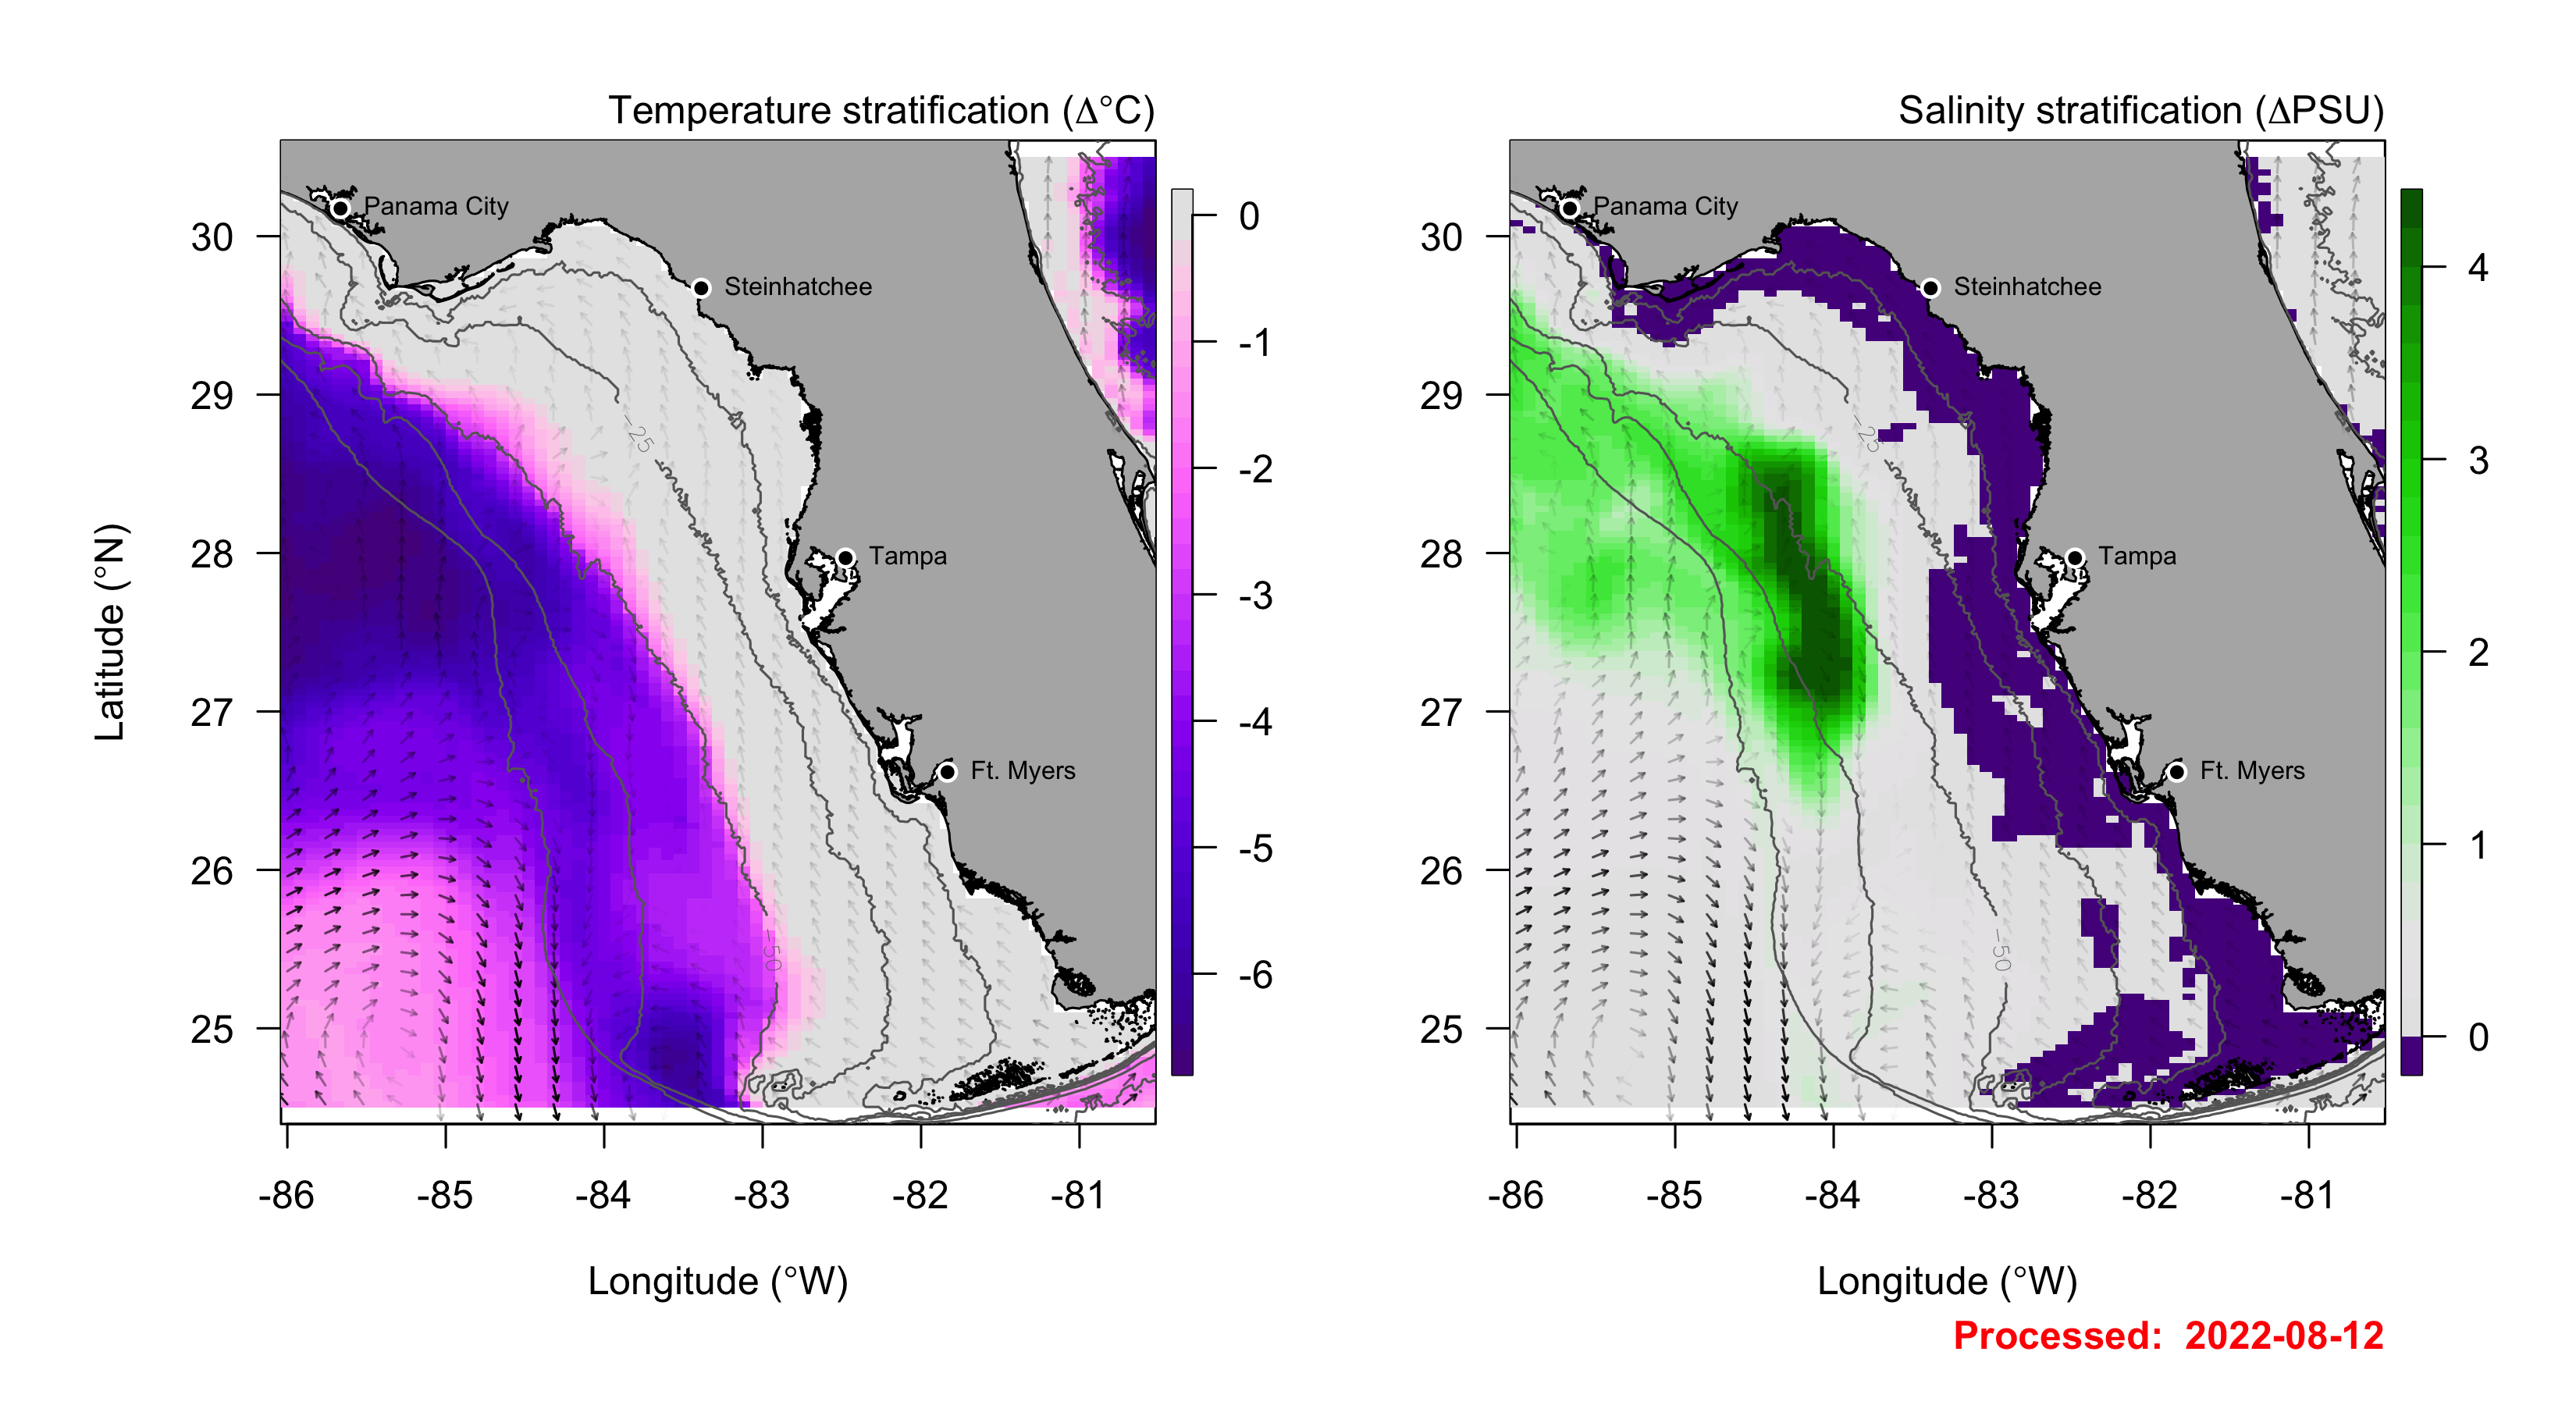 Temperature stratification (Δ°C)
Salinity stratification (ΔPSU)
Panama City
Steinhatchee
Tampa
Ft. Myers
-25
-50
30
29
28
27
26
25
Latitude (°N)
-86 -85 -84 -83 -82 -81
Longitude (°W)
0
-1
-2
-3
-4
-5
-6
Panama City
Steinhatchee
Tampa
Ft. Myers
-25
-50
30
29
28
27
26
25
-86 -85 -84 -83 -82 -81
Longitude (°W)
4
3
2
1
0
Processed: 2022-08-12